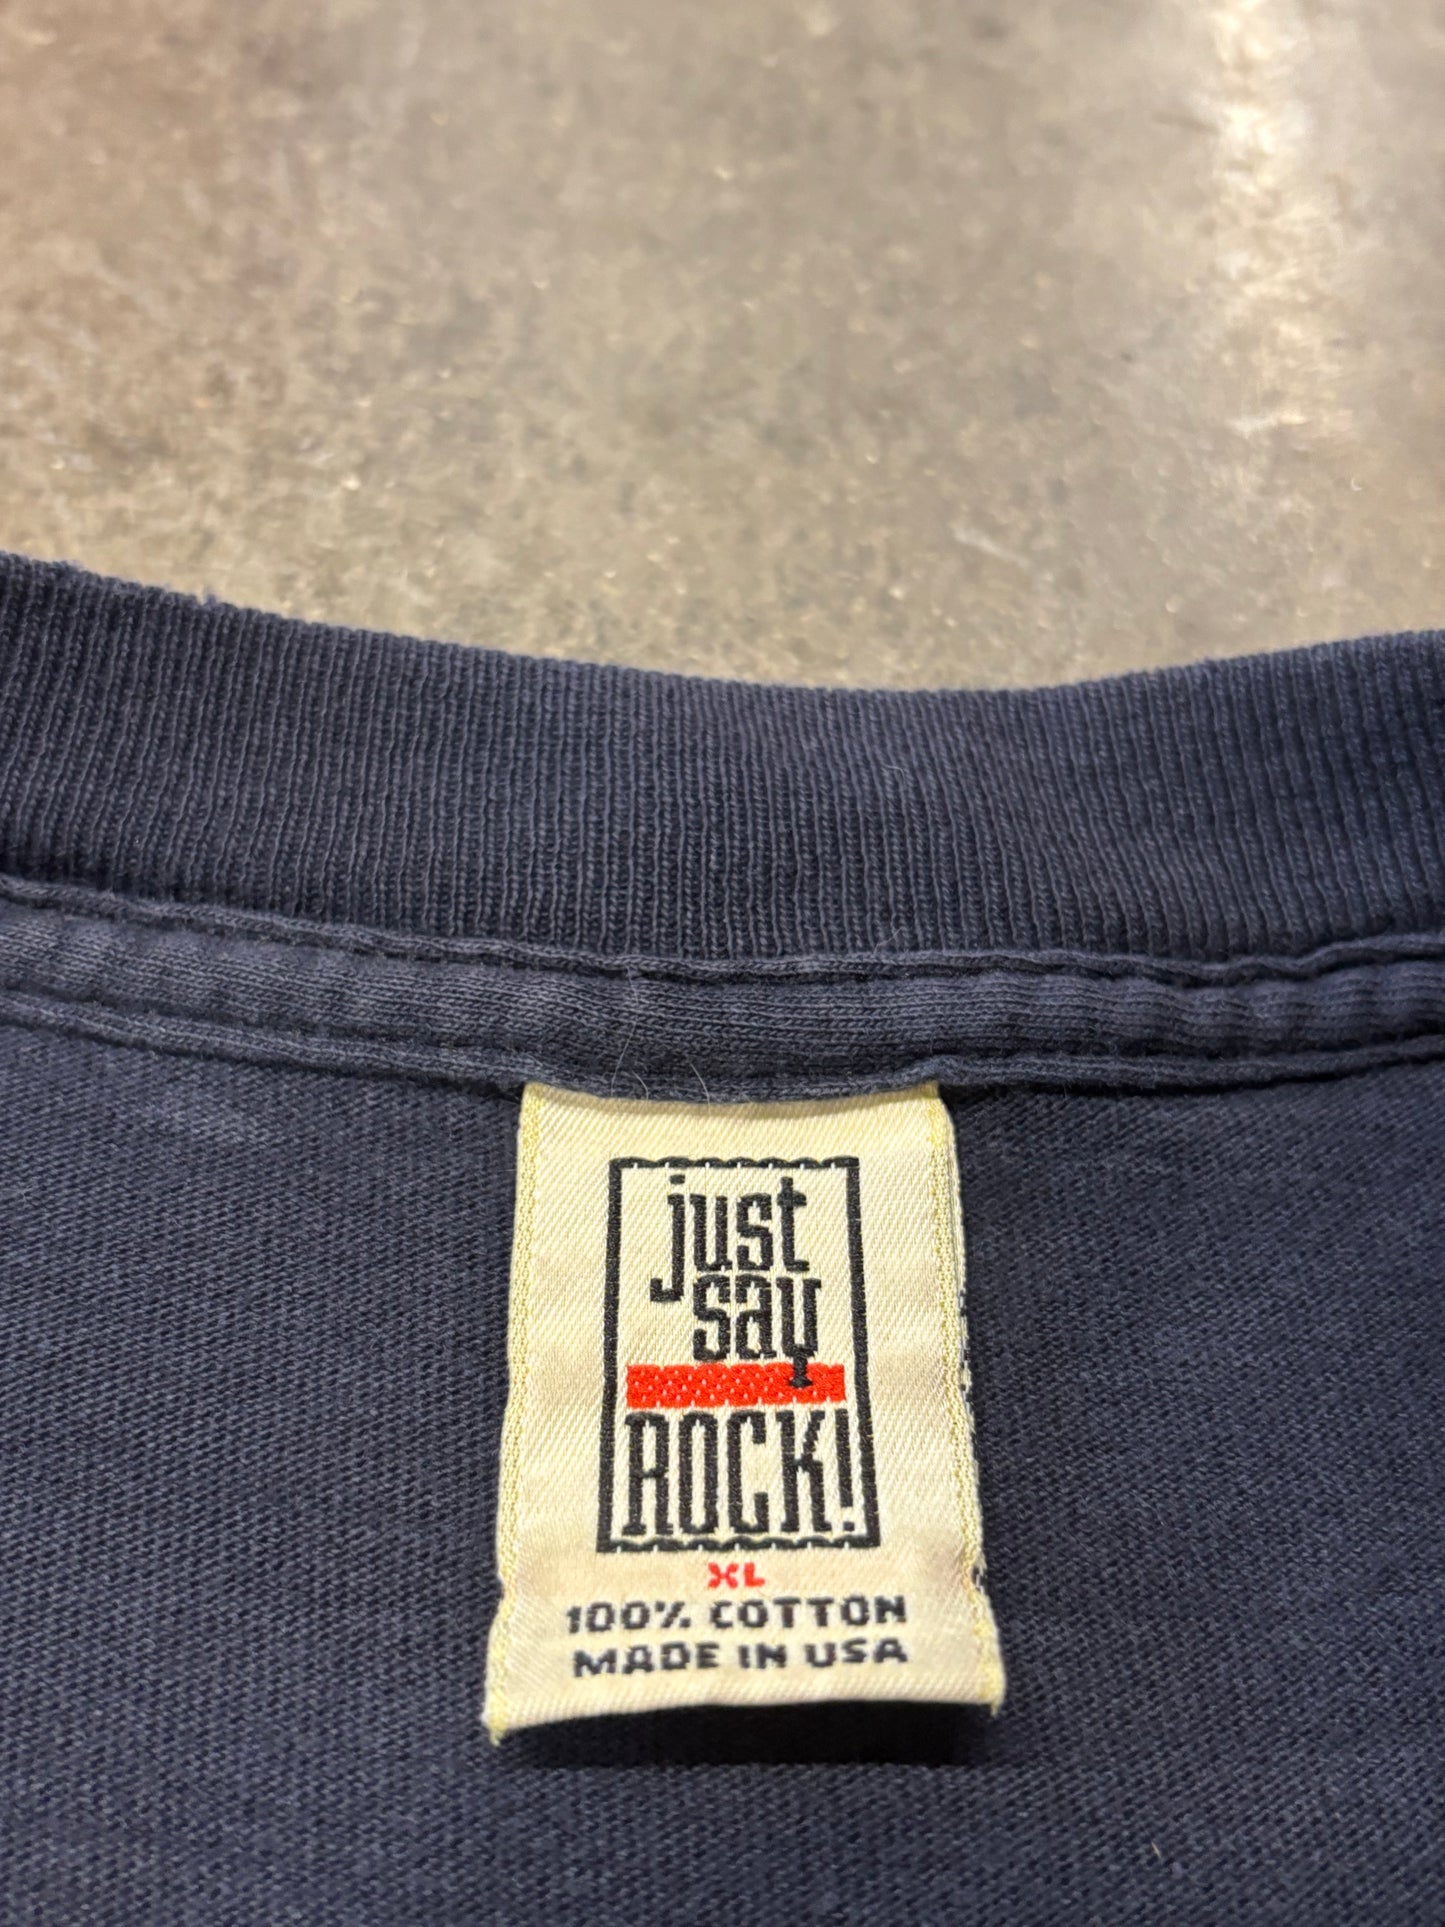 just
say
ROCK!
XL
100% COTTON
MADE IN USA